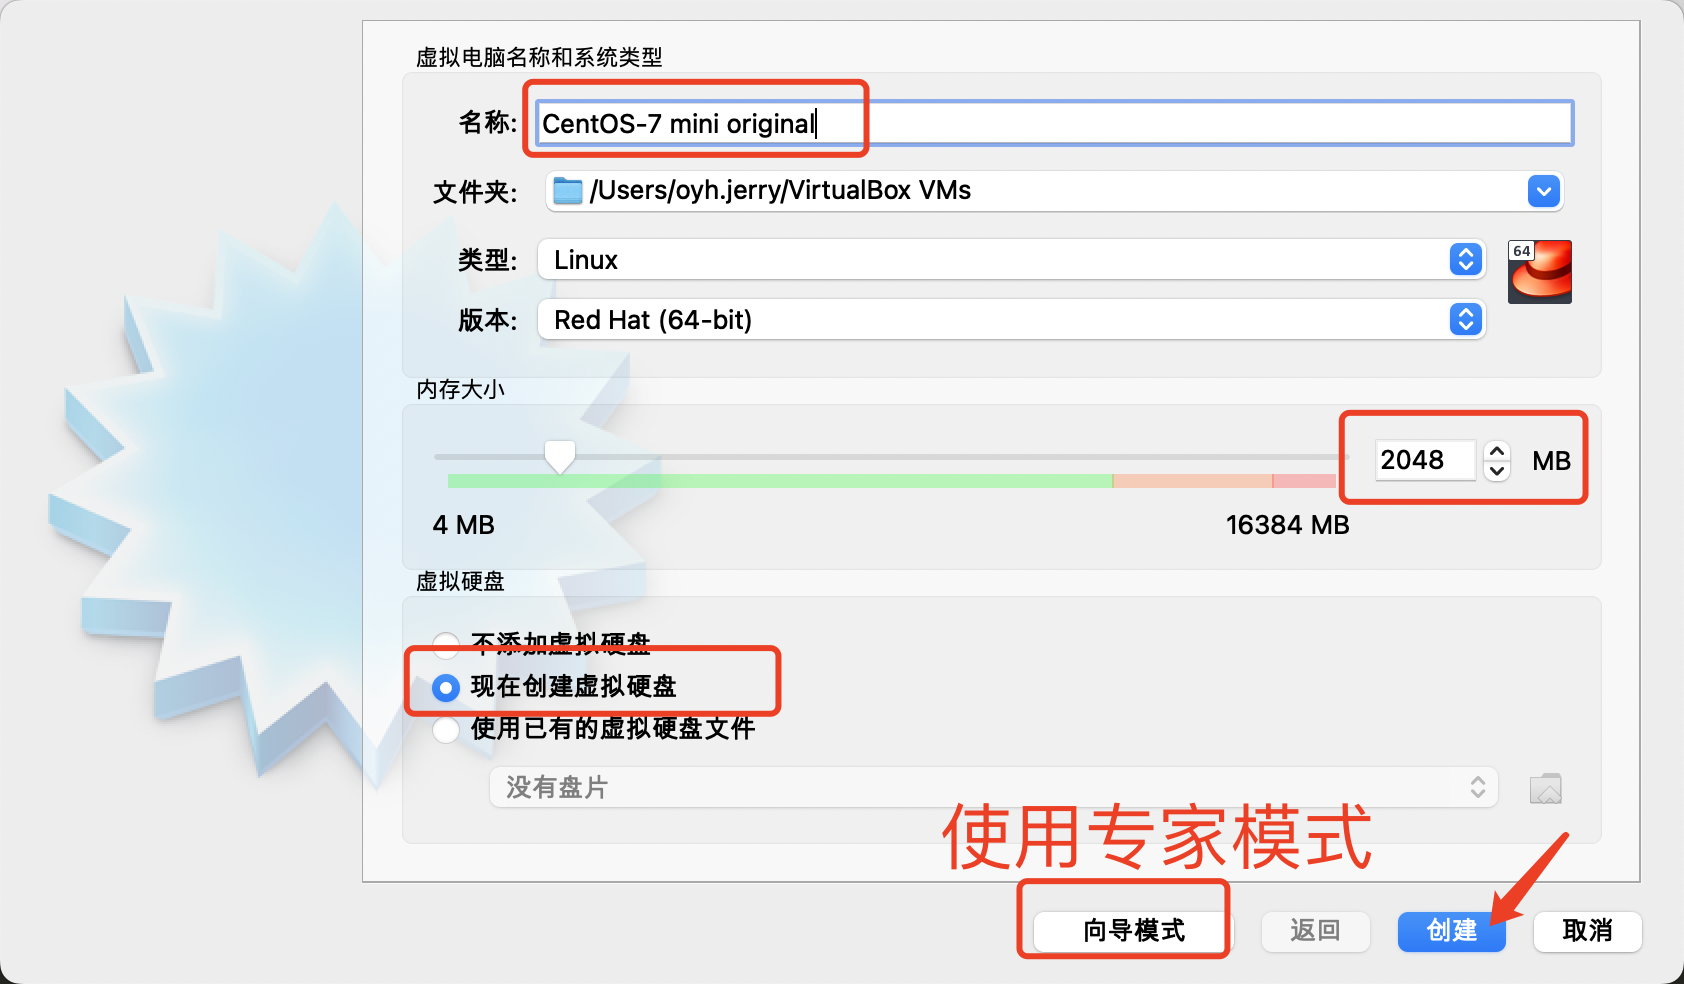 虚拟电脑名称和系统类型
名称: CentOS-7 mini original
文件夹: /Users/oyh.jerry/VirtualBox VMs
类型: Linux
64
版本: Red Hat (64-bit)
内存大小
2048 MB
4 MB 16384 MB
虚拟硬盘
不添加虚拟硬盘
现在创建虚拟硬盘
使用已有的虚拟硬盘文件
没有盘片
使用专家模式
向导模式 返回 创建 取消